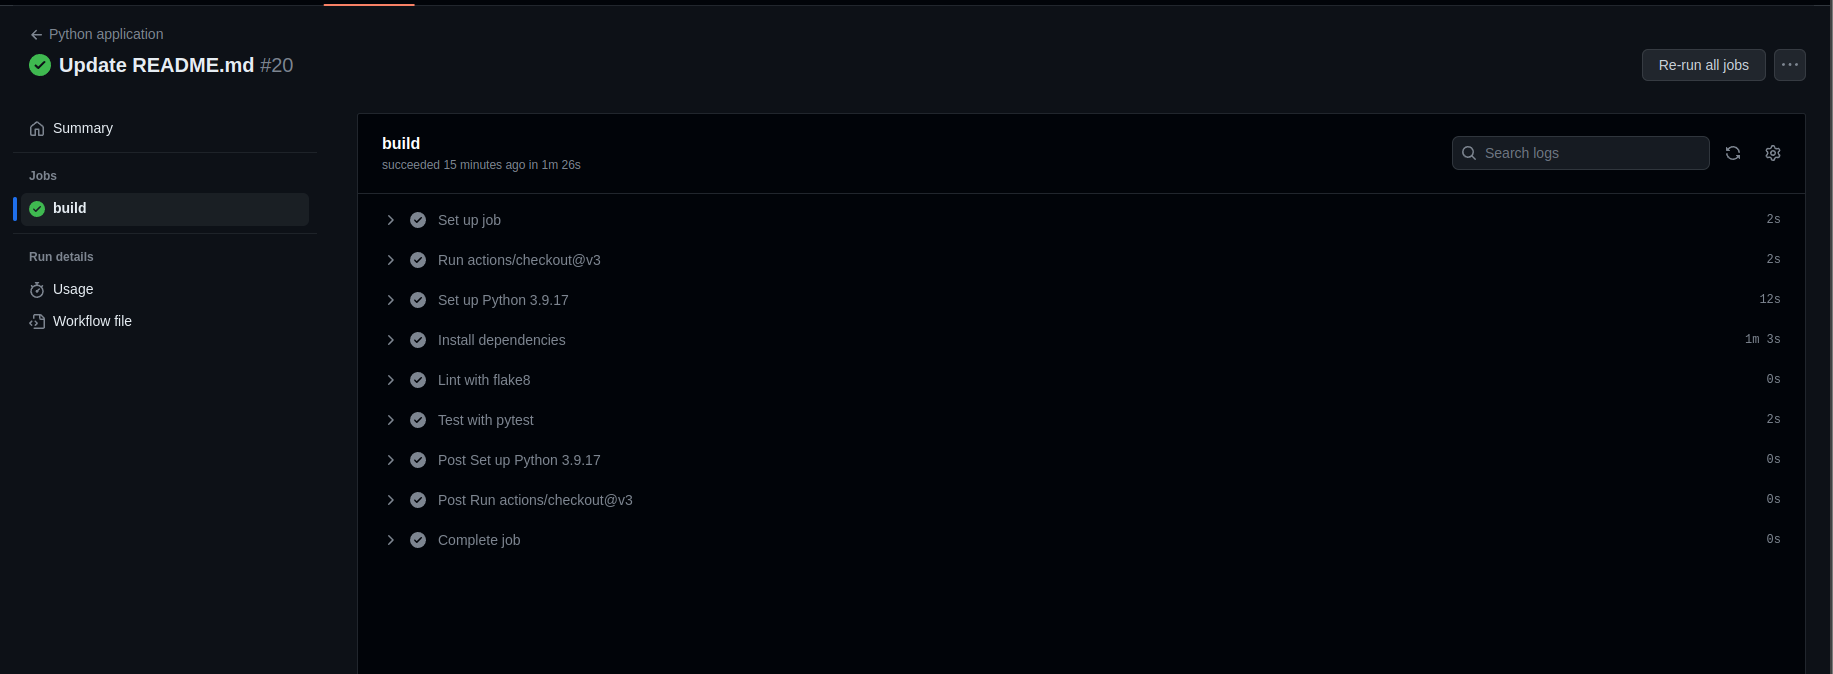 Python application
Update README.md #20
Re-run all jobs
Summary
Jobs
build
Run details
Usage
Workflow file
build
succeeded 15 minutes ago in 1m 26s
Search logs
Set up job 2s
Run actions/checkout@v3 2s
Set up Python 3.9.17 12s
Install dependencies 1m 3s
Lint with flake8 0s
Test with pytest 2s
Post Set up Python 3.9.17 0s
Post Run actions/checkout@v3 0s
Complete job 0s